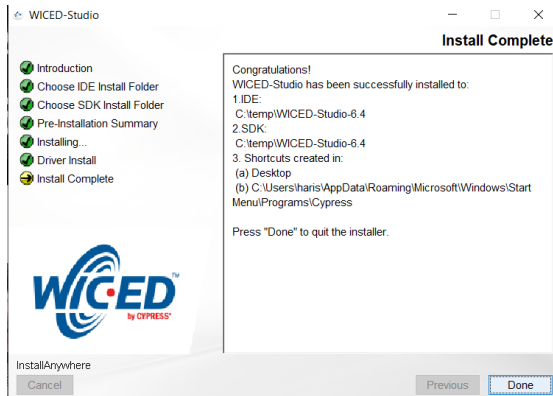 WICED-Studio
Install Complete
Introduction
Choose IDE Install Folder
Choose SDK Install Folder
Pre-Installation Summary
Installing...
Driver Install
Install Complete
Congratulations!
WICED-Studio has been successfully installed to:
1.IDE:
C:\temp\WICED-Studio-6.4
2.SDK:
C:\temp\WICED-Studio-6.4
3. Shortcuts created in:
(a) Desktop
(b) C:\Users\haris\AppData\Roaming\Microsoft\Windows\Start
Menu\Programs\Cypress
Press "Done" to quit the installer.
WICED™
by CYPRESS®
InstallAnywhere
Cancel
Previous
Done